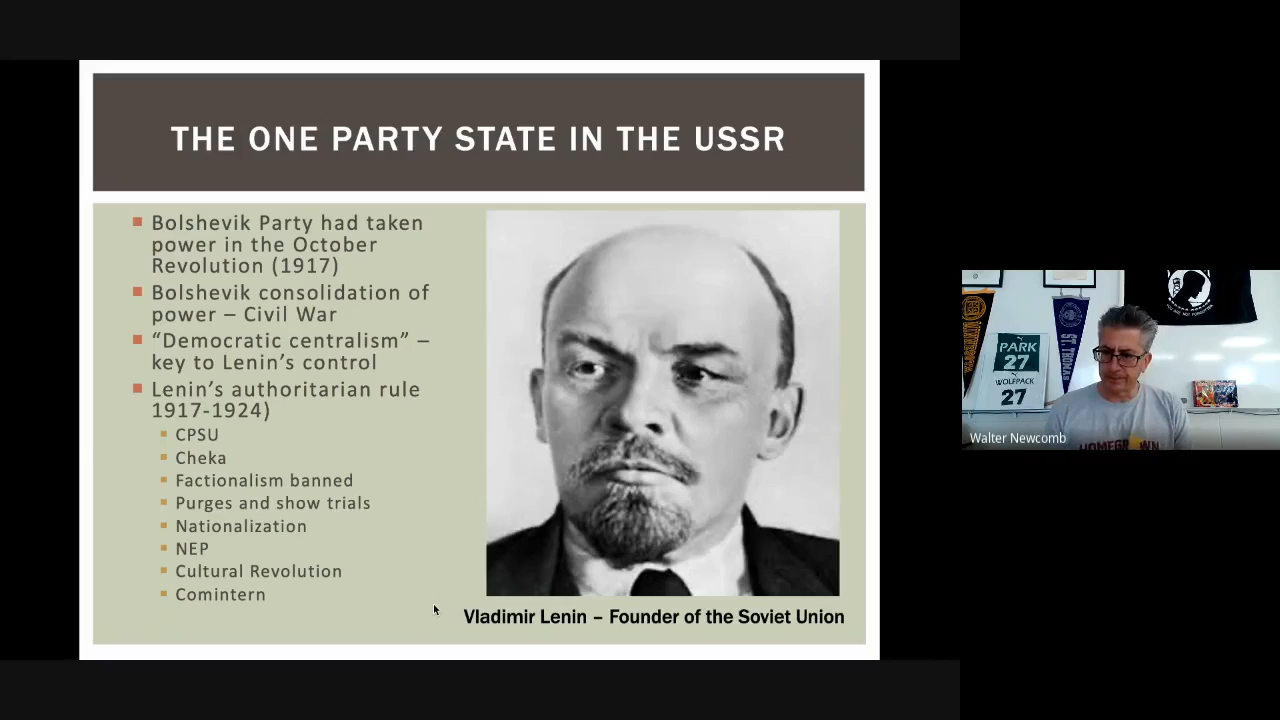 THE ONE PARTY STATE IN THE USSR
Bolshevik Party had taken
power in the October
Revolution (1917)
Bolshevik consolidation of
power – Civil War
“Democratic centralism” –
key to Lenin’s control
Lenin’s authoritarian rule
1917-1924)
CPSU
Cheka
Factionalism banned
Purges and show trials
Nationalization
NEP
Cultural Revolution
Comintern
Vladimir Lenin – Founder of the Soviet Union
PARK
27
WOLFPACK
27
ST. THOMAS
Walter Newcomb